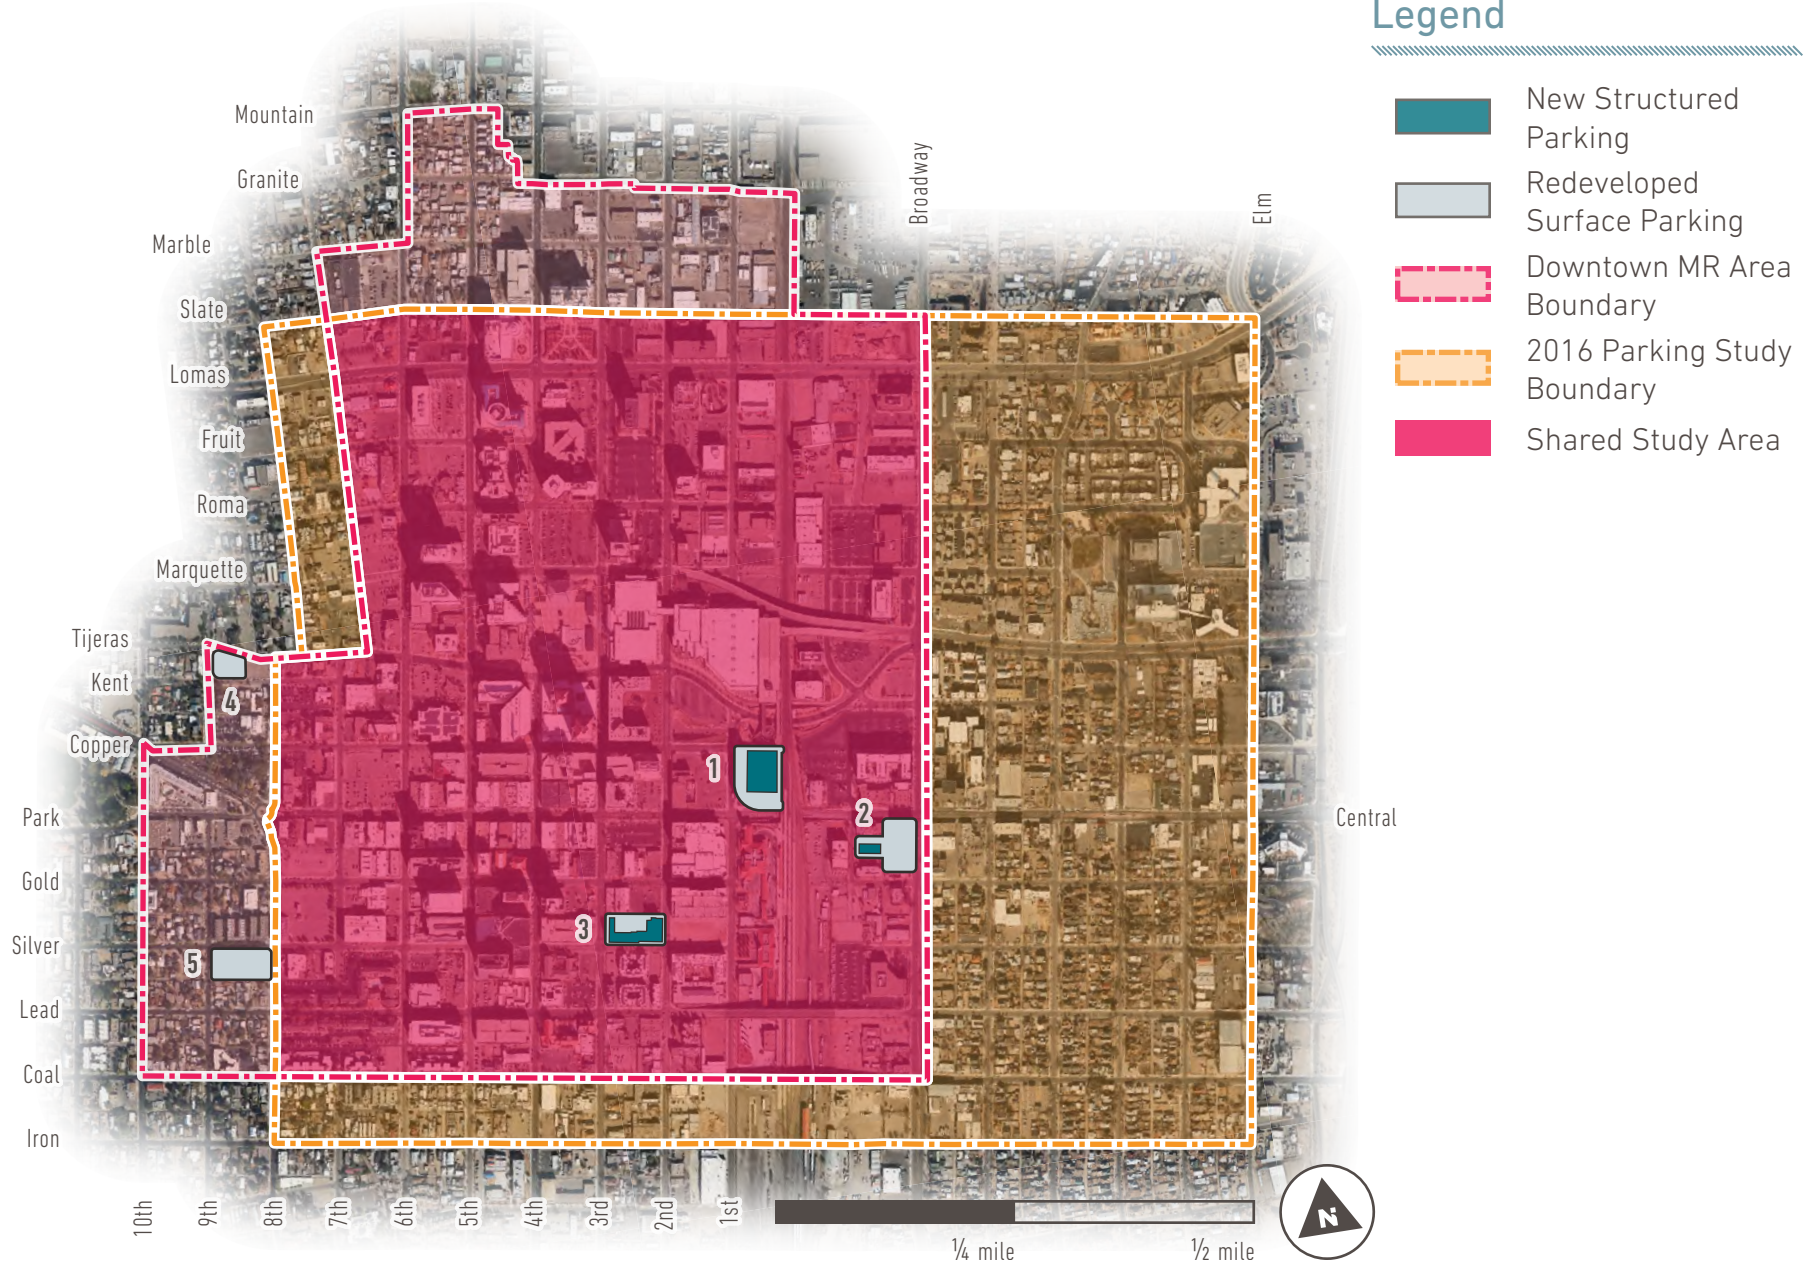 Legend
New Structured
Parking
Redeveloped
Surface Parking
Downtown MR Area
Boundary
2016 Parking Study
Boundary
Shared Study Area
Mountain
Granite
Marble
Slate
Lomas
Fruit
Roma
Marquette
Tijeras
Kent
Copper
Park
Gold
Silver
Lead
Coal
Iron
Broadway
Elm
Central
1
2
3
4
5
10th
9th
8th
7th
6th
5th
4th
3rd
2nd
1st
¼ mile
½ mile
N